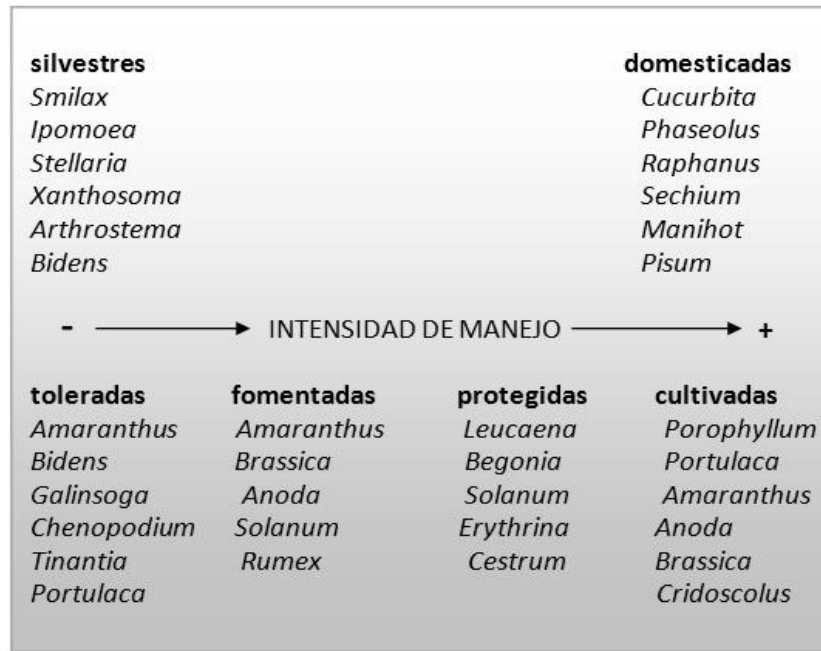 silvestres domesticadas
Smilax Cucurbita
Ipomoea Phaseolus
Stellaria Raphanus
Xanthosoma Sechium
Arthrostema Manihot
Bidens Pisum
- INTENSIDAD DE MANEJO +
toleradas fomentadas protegidas cultivadas
Amaranthus Amaranthus Leucaena Porophyllum
Bidens Brassica Begonia Portulaca
Galinsoga Anoda Solanum Amaranthus
Chenopodium Solanum Erythrina Anoda
Tinantia Rumex Cestrum Brassica
Portulaca Cridoscolus